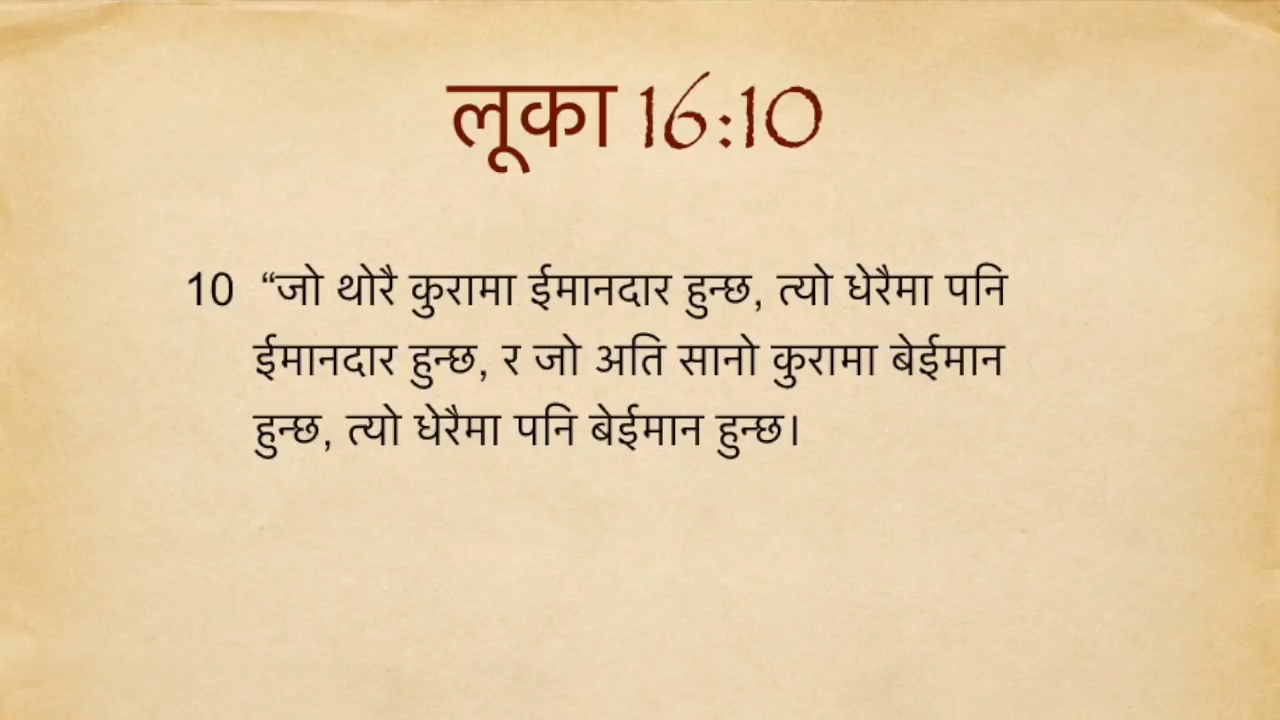 लूका 16:10
10 “जो थोरै कुरामा ईमानदार हुन्छ, त्यो धेरैमा पनि
ईमानदार हुन्छ, र जो अति सानो कुरामा बेईमान
हुन्छ, त्यो धेरैमा पनि बेईमान हुन्छ।